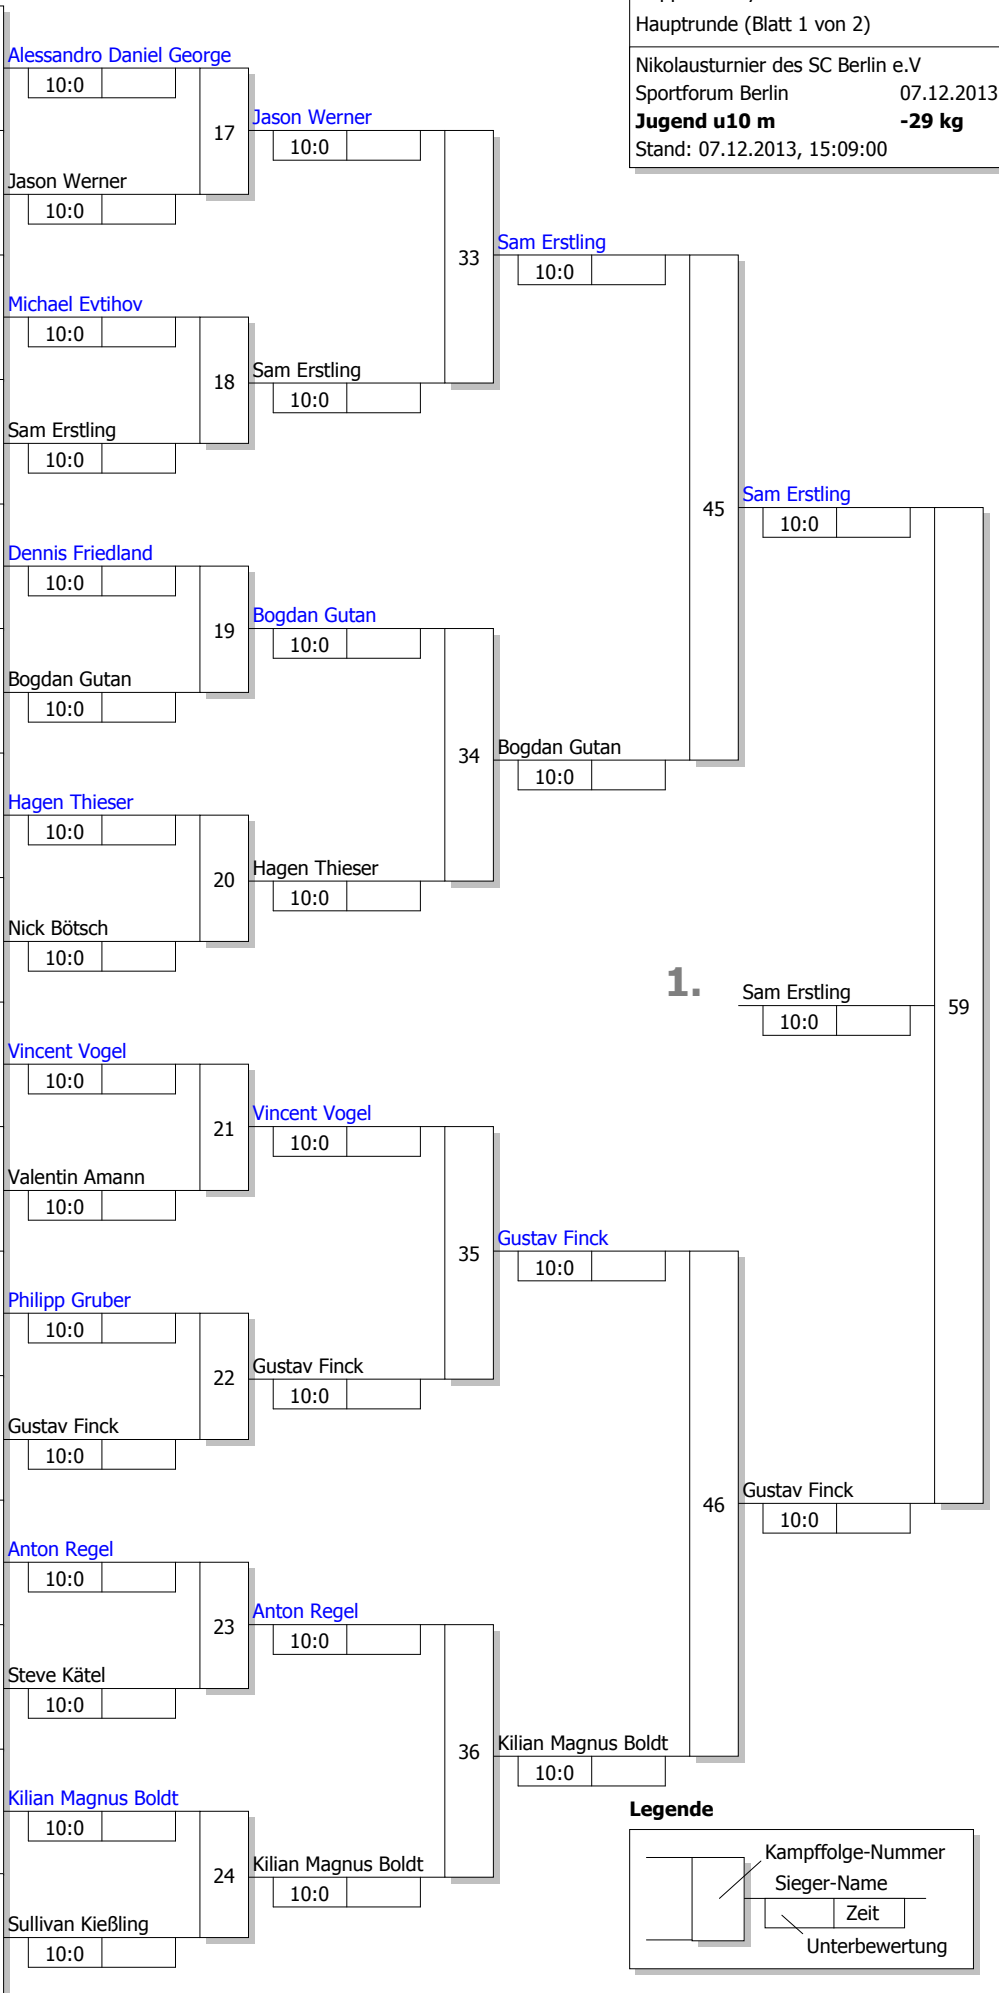 Hauptrunde (Blatt 1 von 2)
Nikolausturnier des SC Berlin e.V
Sportforum Berlin 07.12.2013
Jugend u10 m -29 kg
Stand: 07.12.2013, 15:09:00
Alessandro Daniel George
10:0
17
Jason Werner
10:0
Jason Werner
10:0
33
Sam Erstling
10:0
Michael Evtihov
10:0
18
Sam Erstling
10:0
Sam Erstling
10:0
45
Sam Erstling
10:0
Dennis Friedland
10:0
19
Bogdan Gutan
10:0
Bogdan Gutan
10:0
34
Bogdan Gutan
10:0
Hagen Thieser
10:0
20
Hagen Thieser
10:0
Nick Bötsch
10:0
1.
Sam Erstling
10:0
59
Vincent Vogel
10:0
21
Vincent Vogel
10:0
Valentin Amann
10:0
35
Gustav Finck
10:0
Philipp Gruber
10:0
22
Gustav Finck
10:0
Gustav Finck
10:0
46
Gustav Finck
10:0
Anton Regel
10:0
23
Anton Regel
10:0
Steve Kätel
10:0
36
Kilian Magnus Boldt
10:0
Kilian Magnus Boldt
10:0
24
Kilian Magnus Boldt
10:0
Sullivan Kießling
10:0
Legende
Kampffolge-Nummer
Sieger-Name
Zeit
Unterbewertung